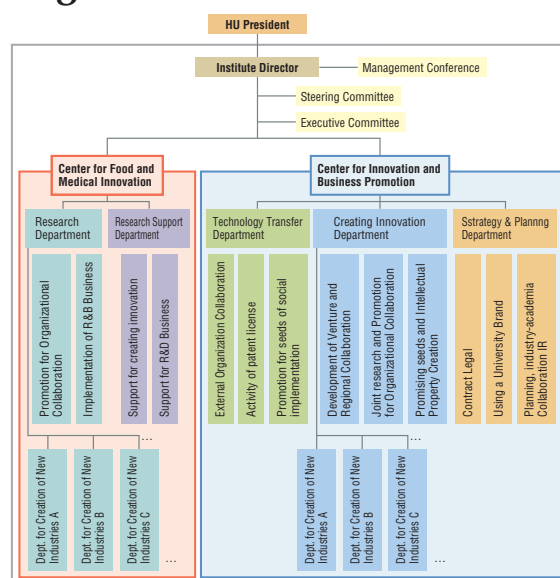 HU President
Institute Director
Management Conference
Steering Committee
Executive Committee
Center for Food and
Medical Innovation
Center for Innovation and
Business Promotion
Research
Department
Research Support
Department
Technology Transfer
Department
Creating Innovation
Department
Sstrategy & Plannng
Department
Promotion for Organizational
Collaboration
Implementation of R&B Business
Support for creating innovation
Support for R&D Business
External Organization Collaboration
Activity of patent license
Promotion for seeds of social
implementation
Development of Venture and
Regional Collaboration
Joint research and Promotion
for Organizational Collaboration
Promising seeds and Intellectual
Property Creation
Contract Legal
Using a University Brand
Planning, industry-academia
Collaboration IR
...
...
Dept. for Creation of New
Industries A
Dept. for Creation of New
Industries B
Dept. for Creation of New
Industries C
...
Dept. for Creation of New
Industries A
Dept. for Creation of New
Industries B
Dept. for Creation of New
Industries C
...